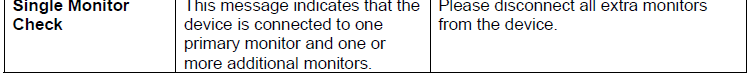 Single Monitor Check
This message indicates that the device is connected to one primary monitor and one or more additional monitors.
Please disconnect all extra monitors from the device.